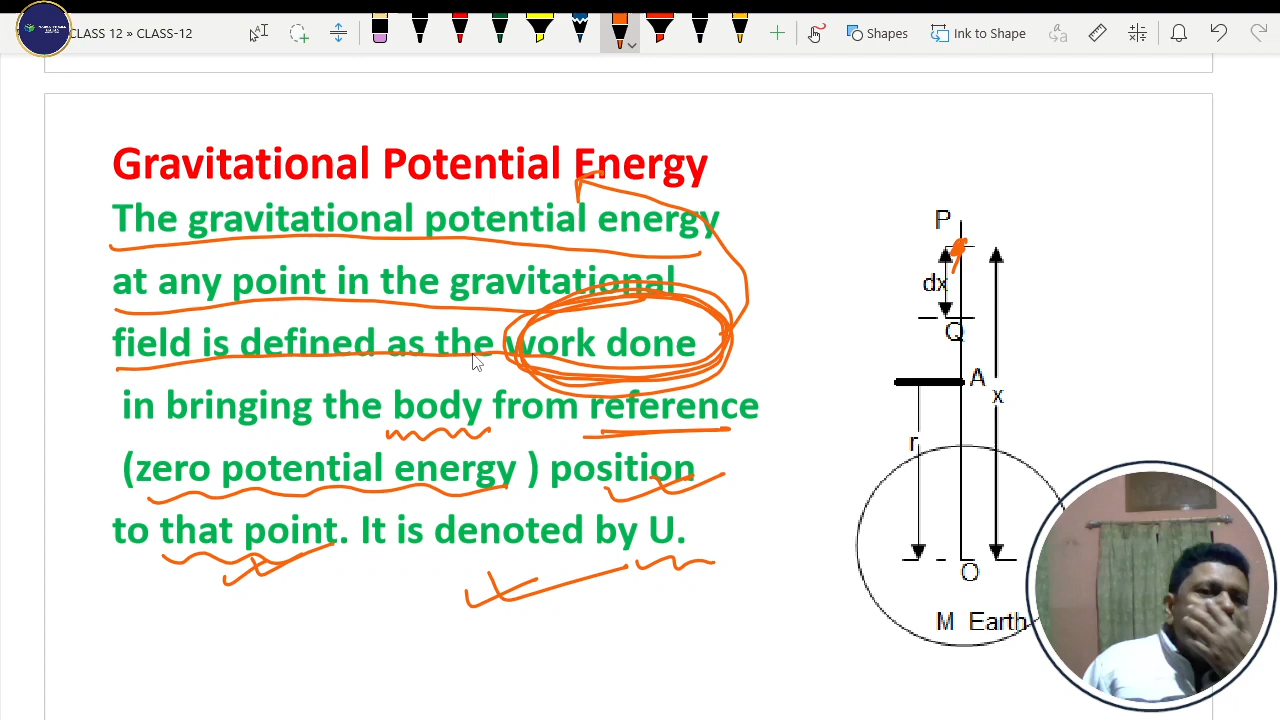 CLASS 12 » CLASS-12
Shapes
Ink to Shape
Gravitational Potential Energy
The gravitational potential energy
at any point in the gravitational
field is defined as the work done
in bringing the body from reference
(zero potential energy ) position
to that point. It is denoted by U.
P
dx
Q
A
x
r
O
M Earth